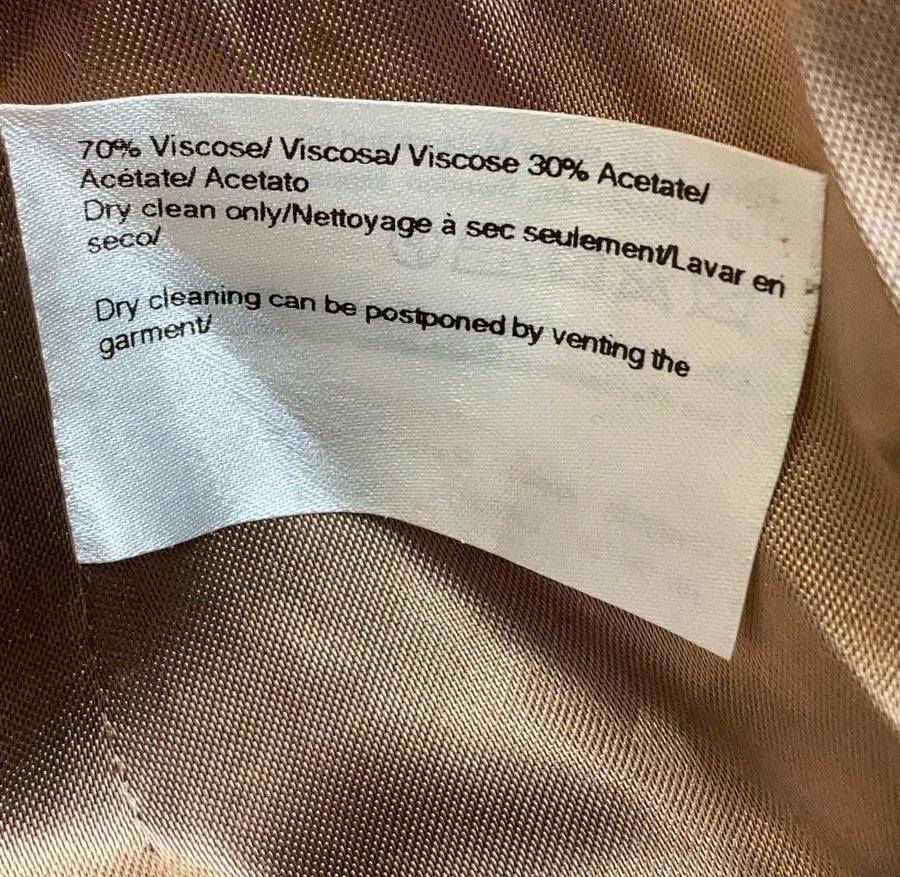 70% Viscose/ Viscosa/ Viscose 30% Acetate/
Acétate/ Acetato
Dry clean only/Nettoyage à sec seulement/Lavar en
seco/
Dry cleaning can be postponed by venting the
garment/